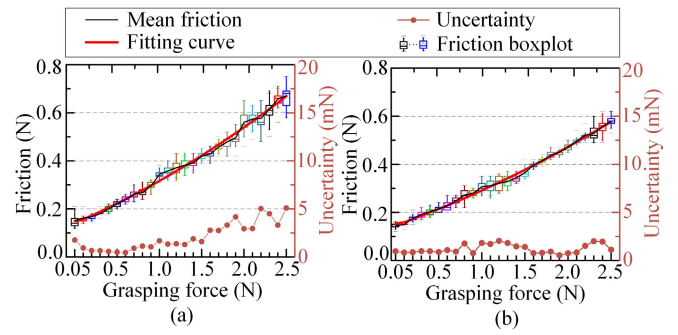 Mean friction
Uncertainty
Fitting curve
Friction boxplot
0.8
0.6
0.4
0.2
0.0
Friction (N)
20
15
10
5
0
Uncertainty (mN)
0.05 0.5 1.0 1.5 2.0 2.5
Grasping force (N)
(a)
0.8
0.6
0.4
0.2
0.0
Friction (N)
20
15
10
5
0
Uncertainty (mN)
0.05 0.5 1.0 1.5 2.0 2.5
Grasping force (N)
(b)